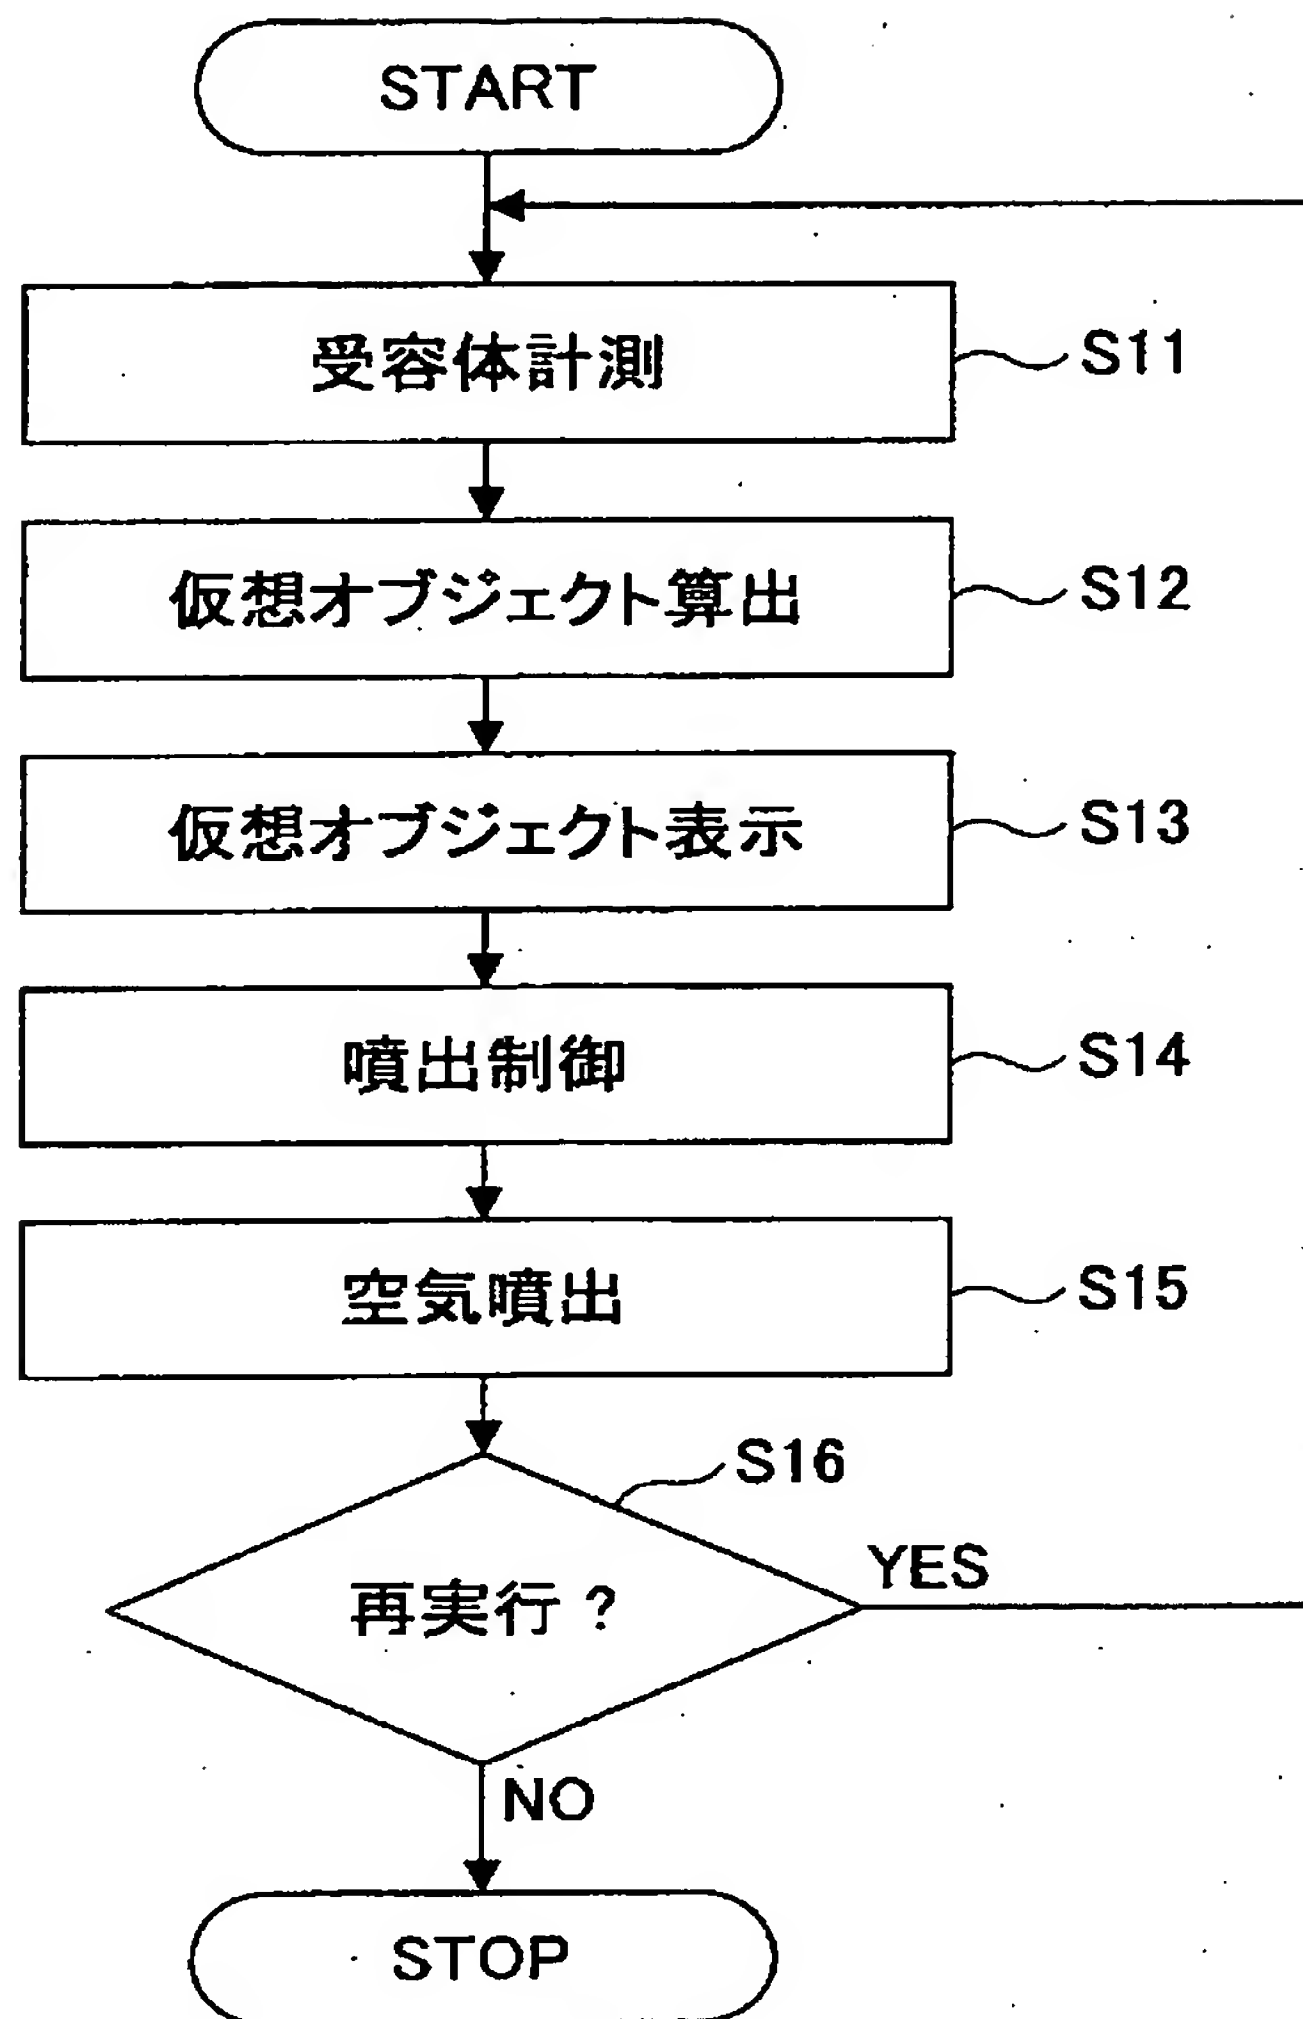 START
受容体計測
S11
仮想オブジェクト算出
S12
仮想オブジェクト表示
S13
噴出制御
S14
空気噴出
S15
S16
再実行?
YES
NO
STOP